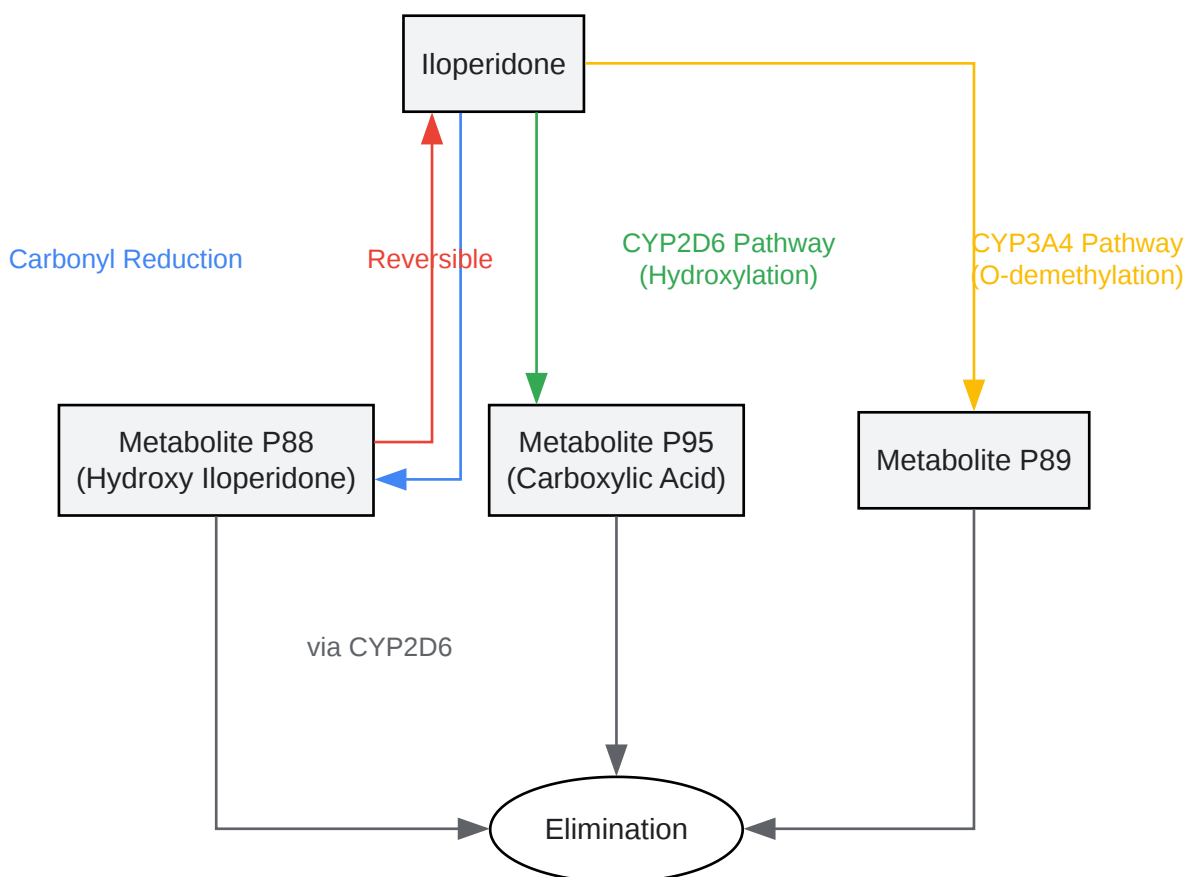 Iloperidone
Carbonyl Reduction
Reversible
CYP2D6 Pathway
(Hydroxylation)
CYP3A4 Pathway
(O-demethylation)
Metabolite P88
(Hydroxy Iloperidone)
Metabolite P95
(Carboxylic Acid)
Metabolite P89
via CYP2D6
Elimination